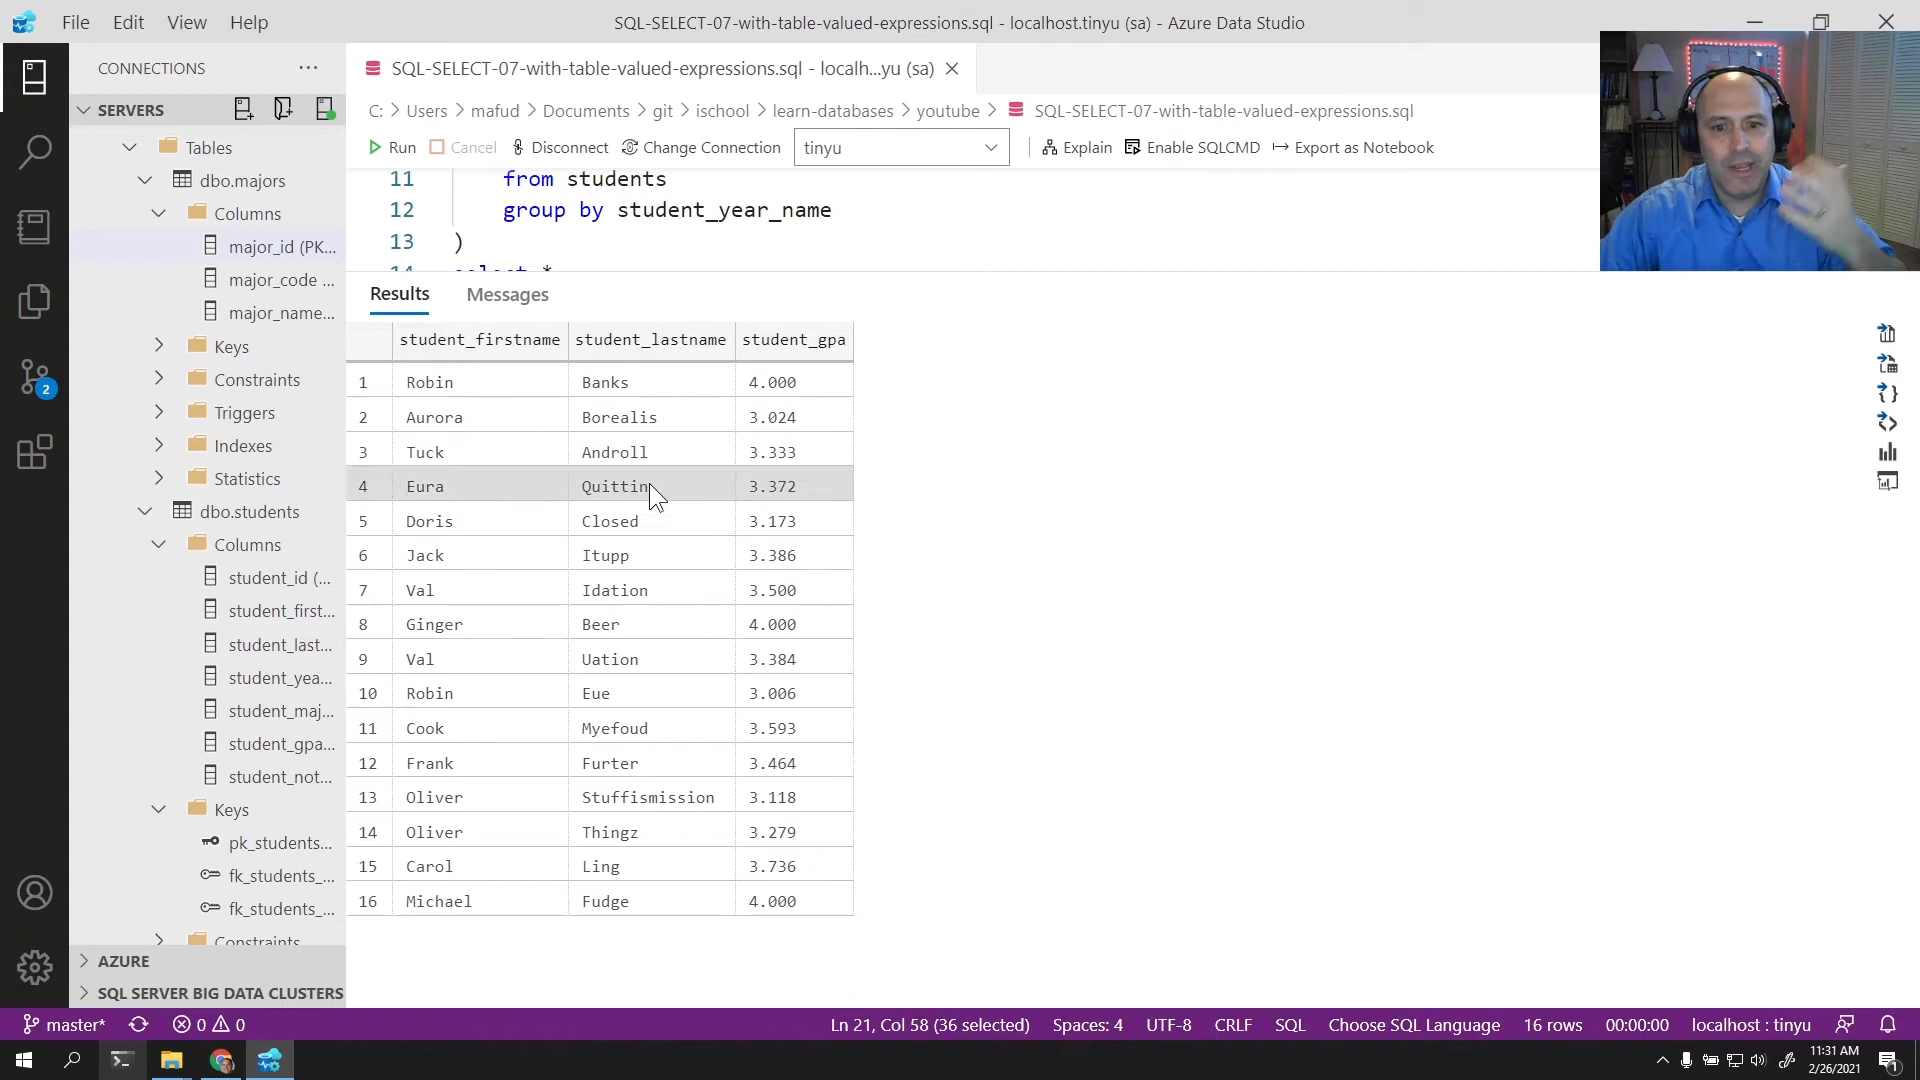 File Edit View Help SQL-SELECT-07-with-table-valued-expressions.sql - localhost.tinyu (sa) - Azure Data Studio
CONNECTIONS ···
SERVERS
Tables
dbo.majors
Columns
major_id (PK...
major_code ...
major_name...
Keys
Constraints
Triggers
Indexes
Statistics
dbo.students
Columns
student_id (...
student_first...
student_last...
student_yea...
student_maj...
student_gpa...
student_not...
Keys
pk_students...
fk_students_...
fk_students_...
Constraints
AZURE
SQL SERVER BIG DATA CLUSTERS
2
SQL-SELECT-07-with-table-valued-expressions.sql - localh...yu (sa)
C: > Users > mafud > Documents > git > ischool > learn-databases > youtube > SQL-SELECT-07-with-table-valued-expressions.sql
Run Cancel Disconnect Change Connection tinyu Explain Enable SQLCMD Export as Notebook
11 from students
12 group by student_year_name
13 )
14 select *
Results Messages
student_firstname student_lastname student_gpa
1 Robin Banks 4.000
2 Aurora Borealis 3.024
3 Tuck Androll 3.333
4 Eura Quittin 3.372
5 Doris Closed 3.173
6 Jack Itupp 3.386
7 Val Idation 3.500
8 Ginger Beer 4.000
9 Val Uation 3.384
10 Robin Eue 3.006
11 Cook Myefoud 3.593
12 Frank Furter 3.464
13 Oliver Stuffismission 3.118
14 Oliver Thingz 3.279
15 Carol Ling 3.736
16 Michael Fudge 4.000
master* 0 0 Ln 21, Col 58 (36 selected) Spaces: 4 UTF-8 CRLF SQL Choose SQL Language 16 rows 00:00:00 localhost : tinyu
11:31 AM
2/26/2021
1